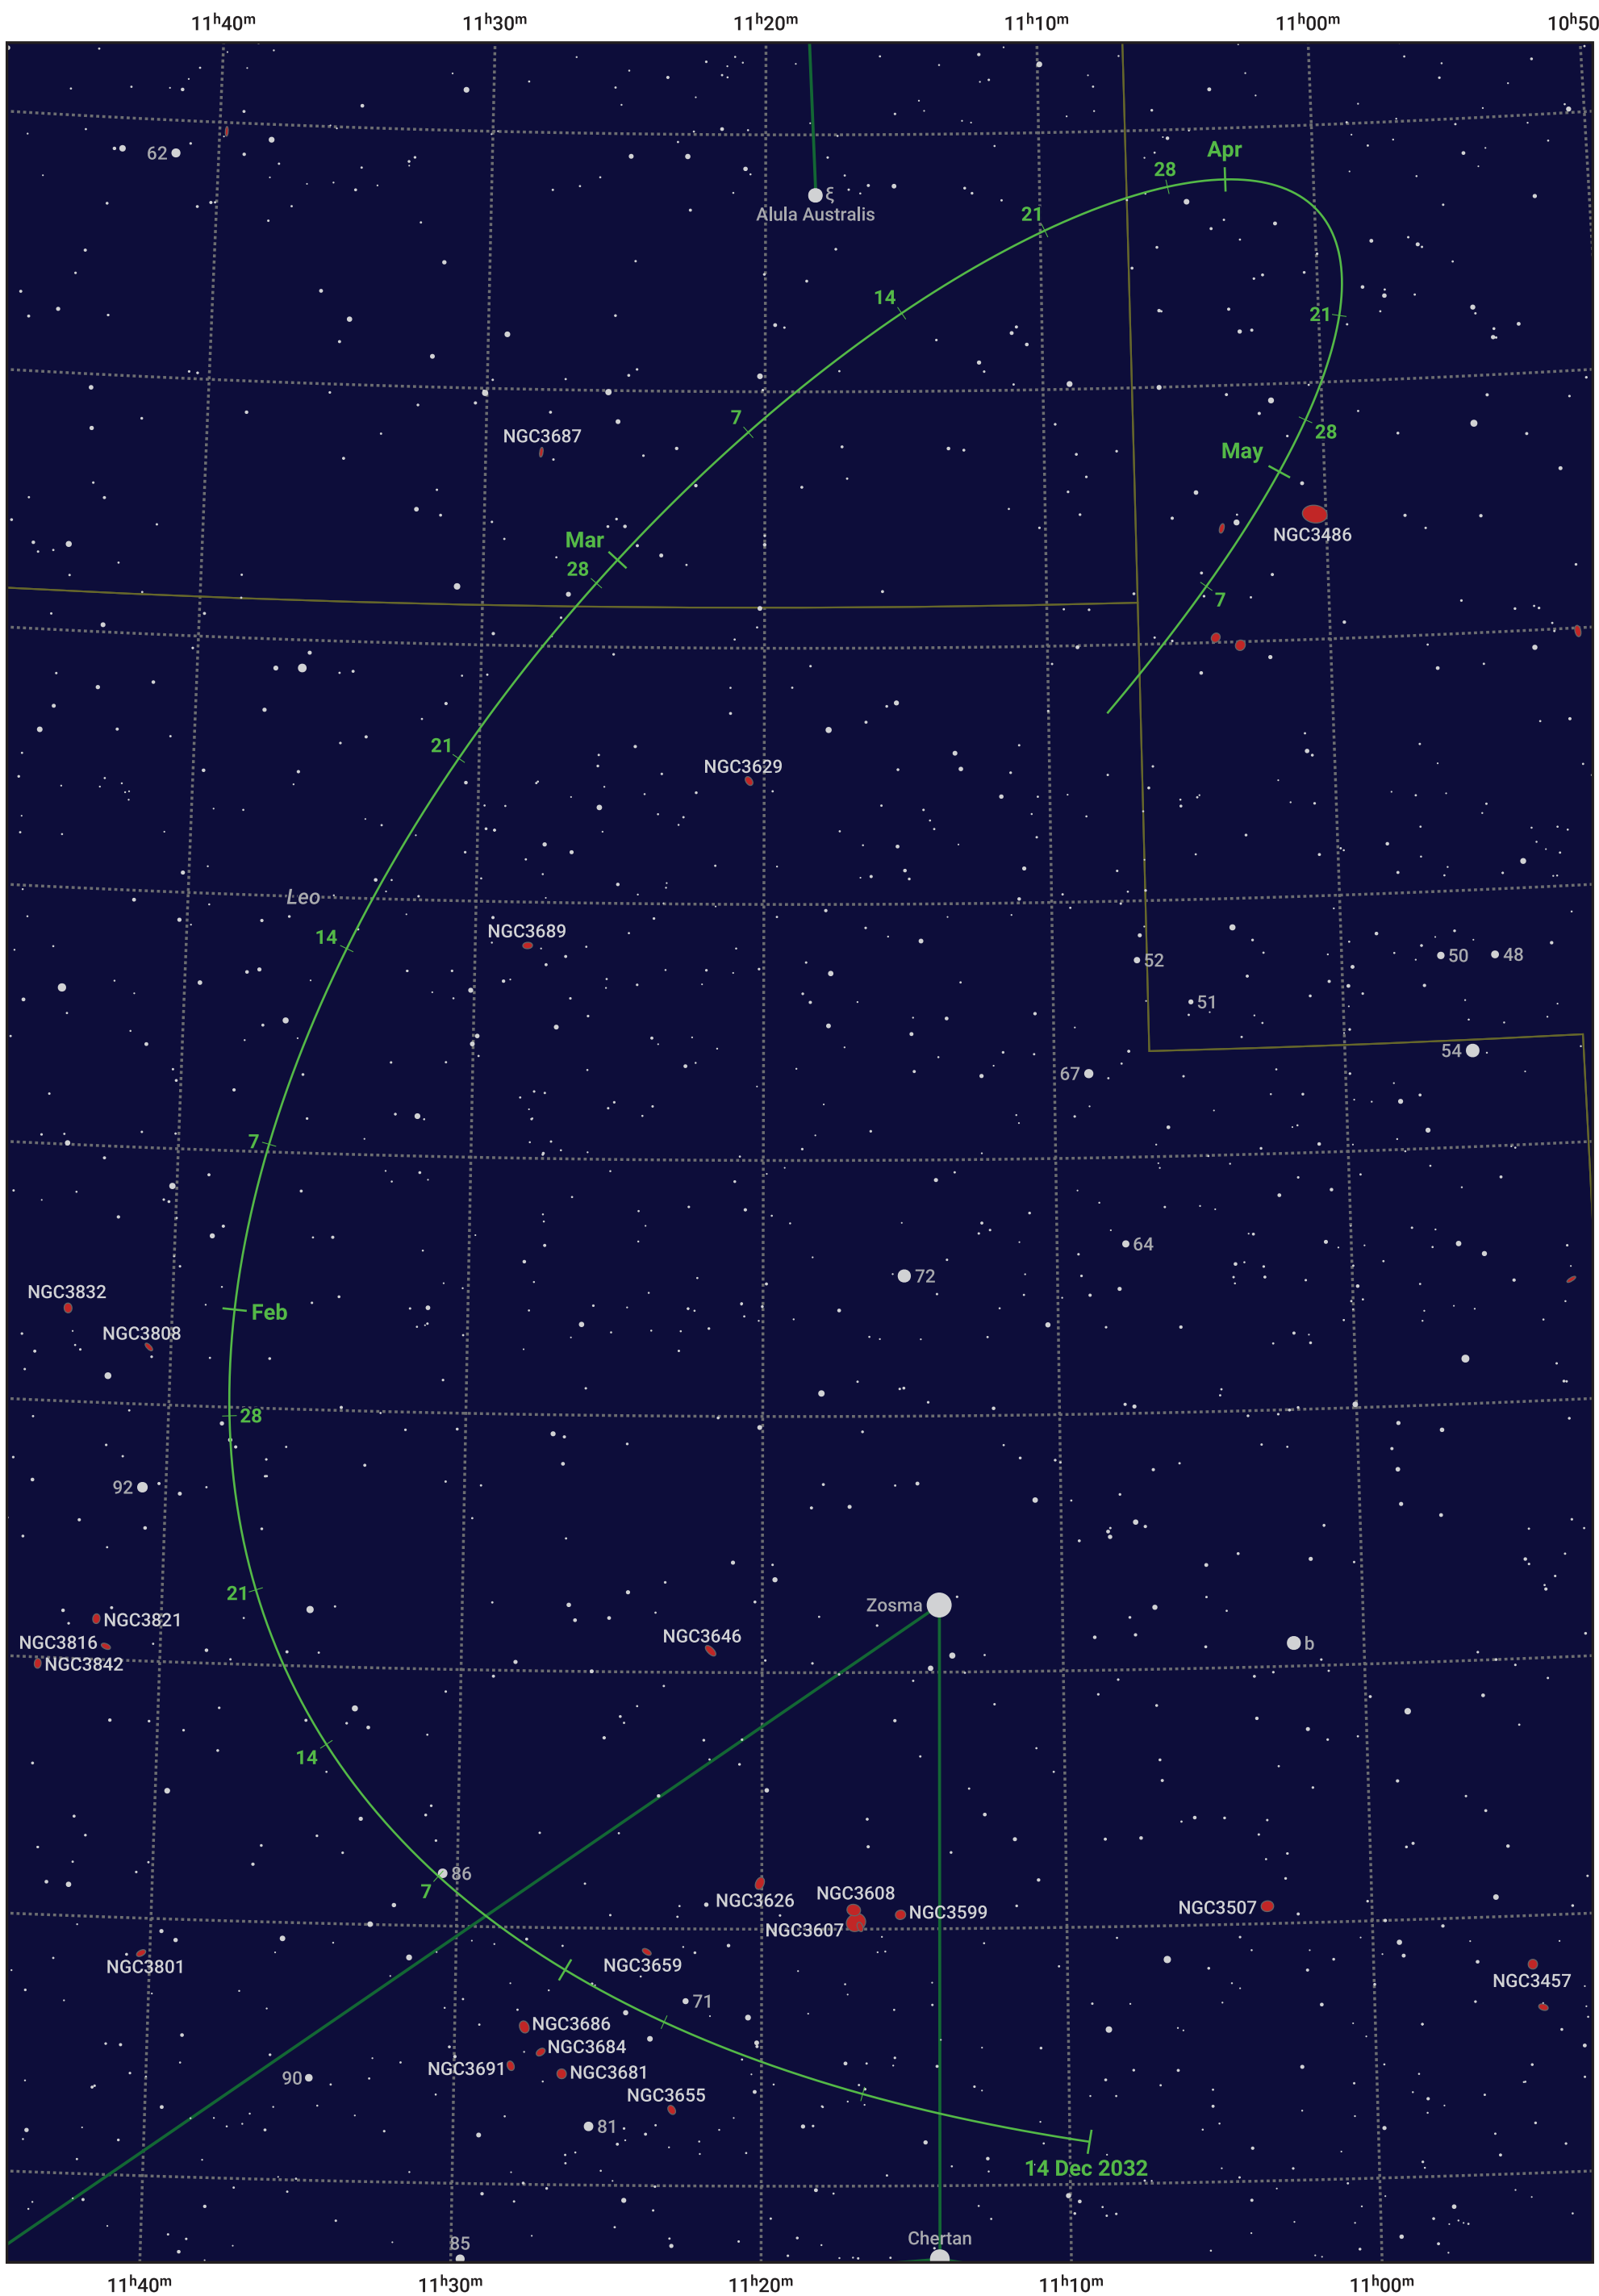 11ʰ40ᵐ 11ʰ30ᵐ 11ʰ20ᵐ 11ʰ10ᵐ 11ʰ00ᵐ 10ʰ50
62
Apr
28
ξ
Alula Australis
21
14
21
7
28
NGC3687
May
Mar
NGC3486
28
7
21
NGC3629
Leo
NGC3689
14
52
50
48
51
54
67
7
64
72
NGC3832
Feb
NGC3808
28
92
21
Zosma
NGC3821
NGC3646
NGC3816
b
NGC3842
14
86
7
NGC3608
NGC3626
NGC3507
NGC3599
NGC3607
NGC3659
NGC3801
NGC3457
71
NGC3686
NGC3684
NGC3691
NGC3681
90
NGC3655
81
14 Dec 2032
Chertan
85
11ʰ40ᵐ 11ʰ30ᵐ 11ʰ20ᵐ 11ʰ10ᵐ 11ʰ00ᵐ